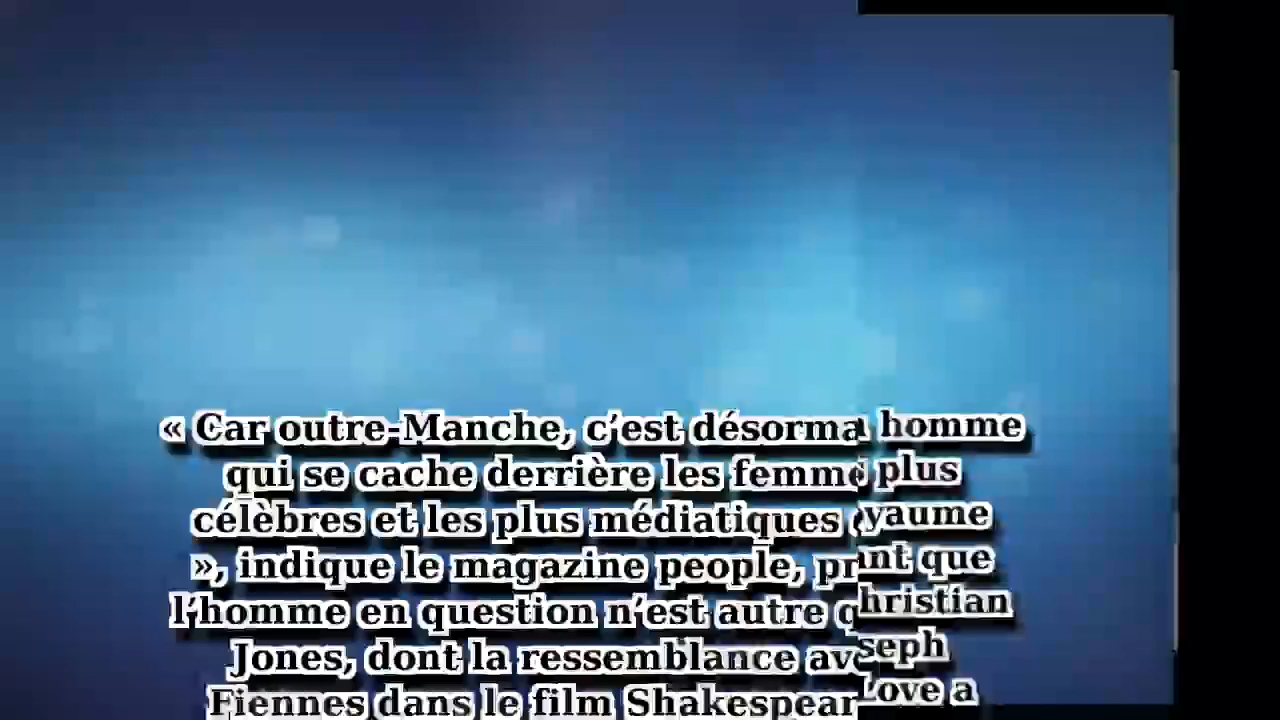 « Car outre-Manche, c’est désorma homme
qui se cache derrière les femme plus
célèbres et les plus médiatiques yaume
», indique le magazine people, pr nt que
l’homme en question n’est autre q hristian
Jones, dont la ressemblance ave seph
Fiennes dans le film Shakespear Love a